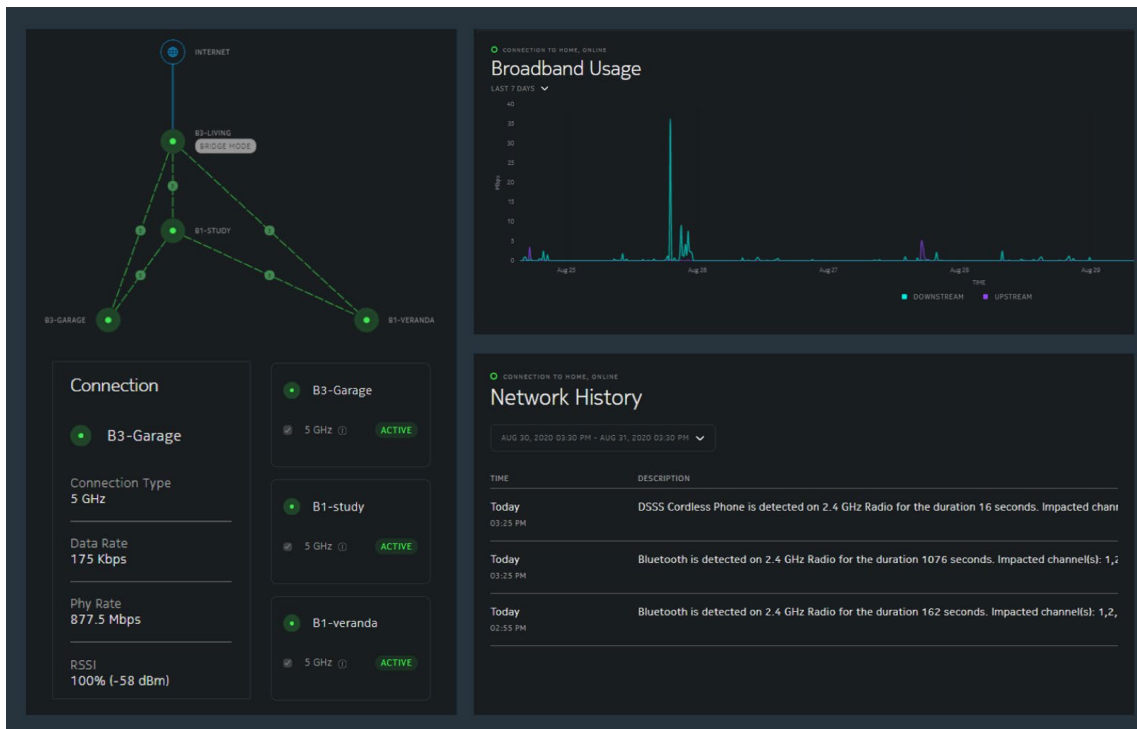 INTERNET
B3-LIVING
BRIDGE MODE
B1-STUDY
B3-GARAGE
B1-VERANDA
Connection
B3-Garage
Connection Type
5 GHz
Data Rate
175 Kbps
Phy Rate
877.5 Mbps
RSSI
100% (-58 dBm)
B3-Garage
5 GHz
ACTIVE
B1-study
5 GHz
ACTIVE
B1-veranda
5 GHz
ACTIVE
CONNECTION TO HOME, ONLINE
Broadband Usage
LAST 7 DAYS
40
35
30
25
20
15
10
5
0
Mbps
Aug 25
Aug 26
Aug 27
Aug 28
Aug 29
TIME
DOWNSTREAM
UPSTREAM
CONNECTION TO HOME, ONLINE
Network History
AUG 30, 2020 03:30 PM - AUG 31, 2020 03:30 PM
TIME DESCRIPTION
Today DSSS Cordless Phone is detected on 2.4 GHz Radio for the duration 16 seconds. Impacted chann
03:25 PM
Today Bluetooth is detected on 2.4 GHz Radio for the duration 1076 seconds. Impacted channel(s): 1,2
03:25 PM
Today Bluetooth is detected on 2.4 GHz Radio for the duration 162 seconds. Impacted channel(s): 1,2,
02:55 PM